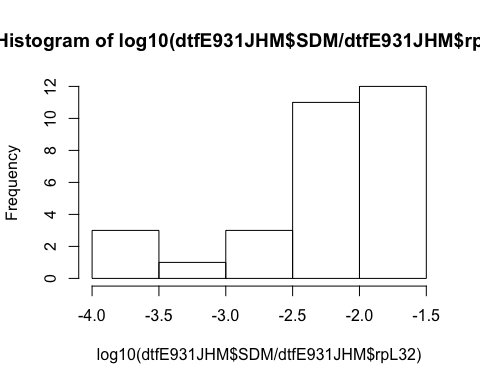 Histogram of log10(dtfE931JHM$SDM/dtfE931JHM$rp
Frequency
12
10
8
6
4
2
0
-4.0 -3.5 -3.0 -2.5 -2.0 -1.5
log10(dtfE931JHM$SDM/dtfE931JHM$rpL32)